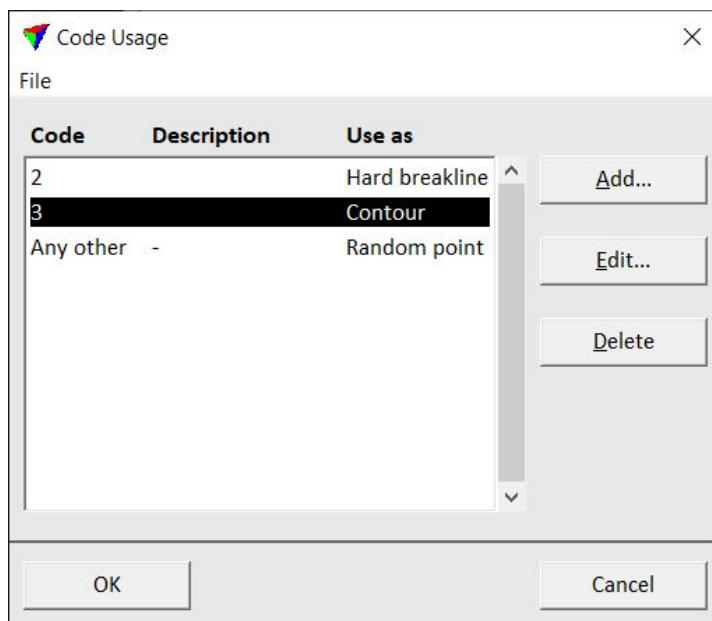 Code Usage
File
Code Description Use as
2 Hard breakline
3 Contour
Any other - Random point
Add...
Edit...
Delete
OK Cancel